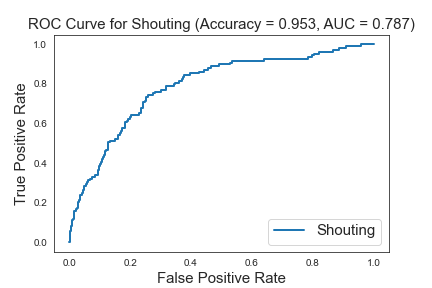 ROC Curve for Shouting (Accuracy = 0.953, AUC = 0.787)
1.0
0.8
0.6
0.4
0.2
0.0
True Positive Rate
Shouting
0.0 0.2 0.4 0.6 0.8 1.0
False Positive Rate